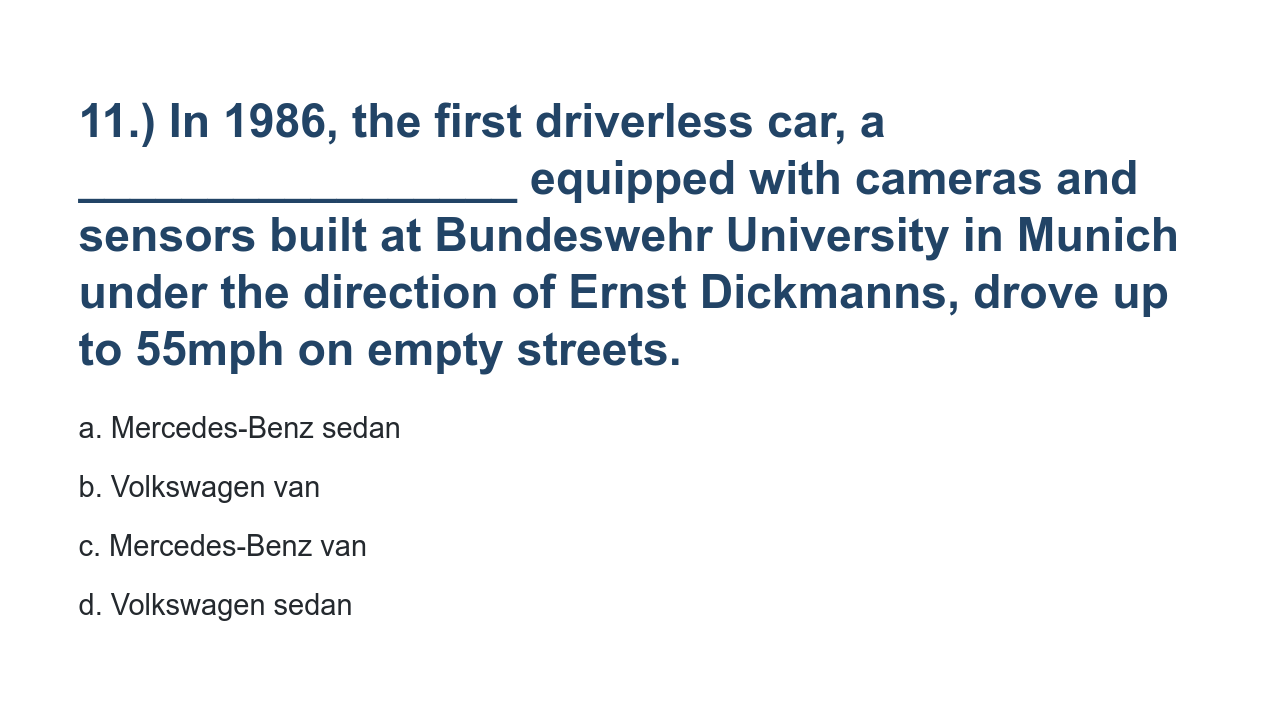 11.) In 1986, the first driverless car, a
_________________ equipped with cameras and
sensors built at Bundeswehr University in Munich
under the direction of Ernst Dickmanns, drove up
to 55mph on empty streets.
a. Mercedes-Benz sedan
b. Volkswagen van
c. Mercedes-Benz van
d. Volkswagen sedan